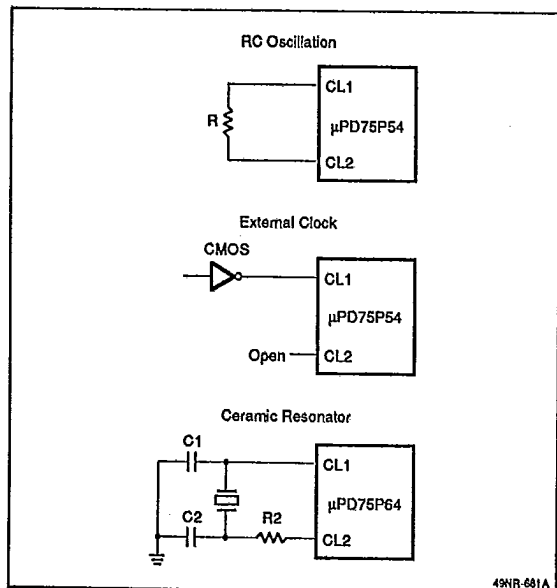 RC Oscillation
CL1
R
µPD75P54
CL2
External Clock
CMOS
CL1
µPD75P54
Open
CL2
Ceramic Resonator
C1
CL1
µPD75P64
C2
R2
CL2
49NR-681A